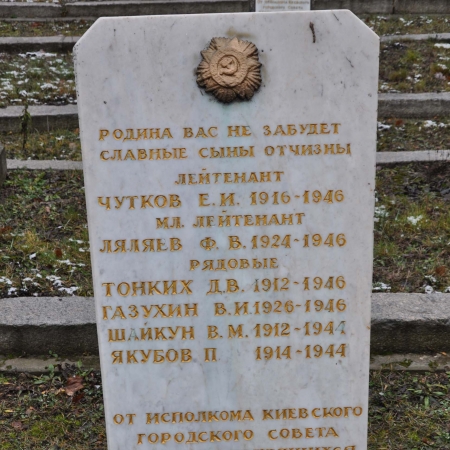 РОДИНА ВАС НЕ ЗАБУДЕТ
СЛАВНЫЕ СЫНЫ ОТЧИЗНЫ
ЛЕЙТЕНАНТ
ЧУТКОВ Е.И. 1916-1946
МЛ. ЛЕЙТЕНАНТ
ЛЯЛЯЕВ Ф.В. 1924-1946
РЯДОВЫЕ
ТОНКИХ Д.В. 1912-1946
ГАЗУХИН В.И. 1926-1946
ШАЙКУН В.М. 1912-1944
ЯКУБОВ П. 1914-1944
ОТ ИСПОЛКОМА КИЕВСКОГО
ГОРОДСКОГО СОВЕТА